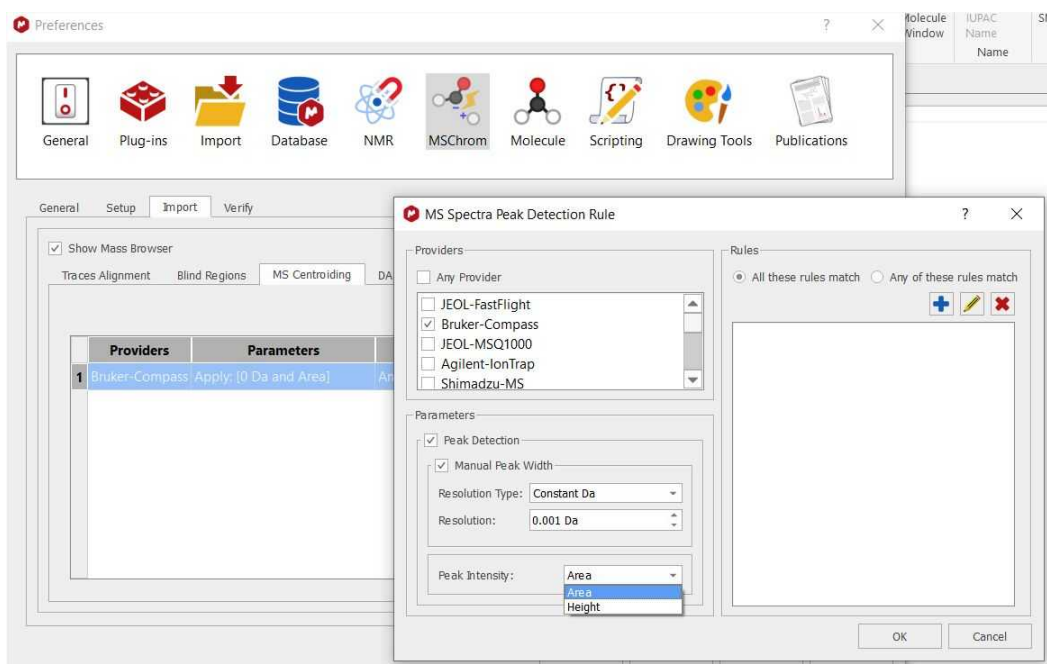 Preferences
?
Molecule Window
IUPAC Name
Name
General Plug-ins Import Database NMR MSChrom Molecule Scripting Drawing Tools Publications
General Setup Import Verify
Show Mass Browser
Traces Alignment Blind Regions MS Centroiding DA
Providers Parameters
1 Bruker-Compass Apply: [0 Da and Area] An
MS Spectra Peak Detection Rule
?
Providers
Any Provider
JEOL-FastFlight
Bruker-Compass
JEOL-MSQ1000
Agilent-IonTrap
Shimadzu-MS
Parameters
Peak Detection
Manual Peak Width
Resolution Type: Constant Da
Resolution: 0.001 Da
Peak Intensity: Area
Area
Height
Rules
All these rules match Any of these rules match
OK Cancel